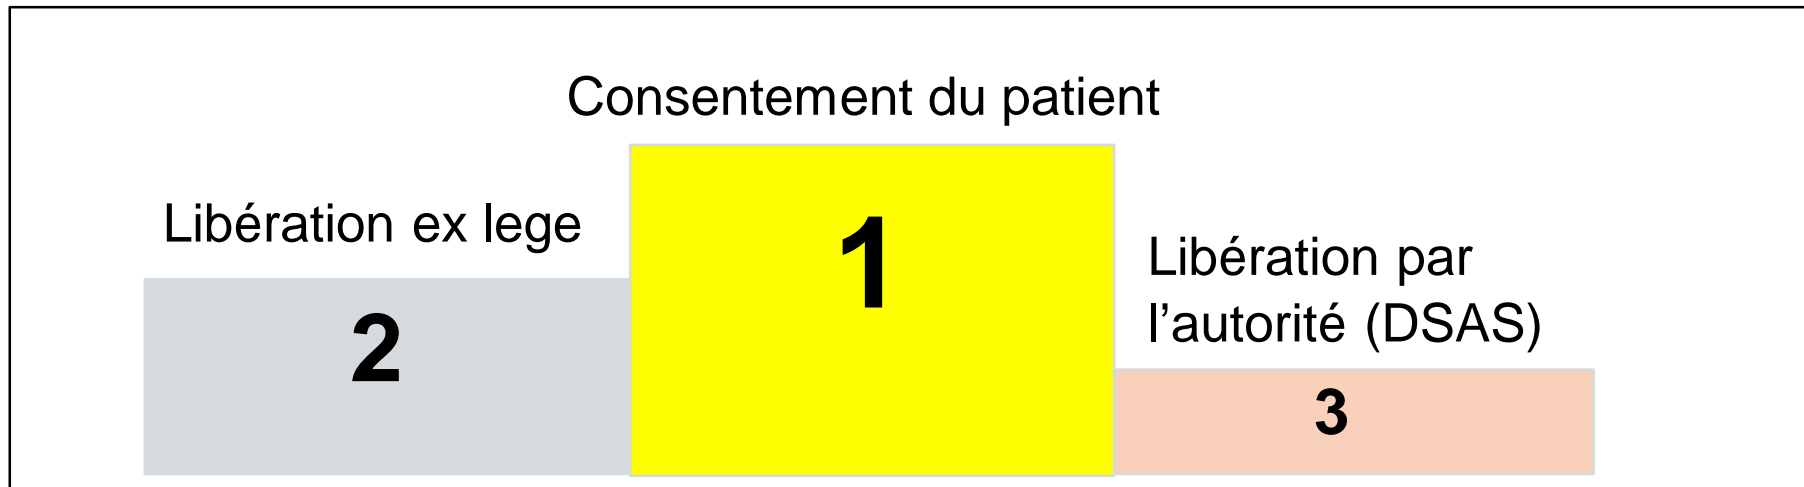 Consentement du patient
Libération ex lege
1
Libération par
l’autorité (DSAS)
2
3